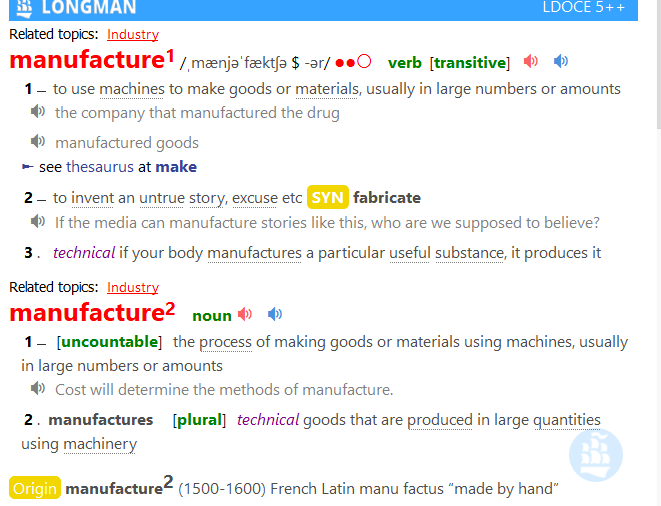 LONGMAN LDOCE 5++
Related topics: Industry
manufacture1 /ˌmænjəˈfæktʃə $ -ər/ ●●○ verb [transitive]
1 – to use machines to make goods or materials, usually in large numbers or amounts
the company that manufactured the drug
manufactured goods
► see thesaurus at make
2 – to invent an untrue story, excuse etc SYN fabricate
If the media can manufacture stories like this, who are we supposed to believe?
3 . technical if your body manufactures a particular useful substance, it produces it
Related topics: Industry
manufacture2 noun
1 – [uncountable] the process of making goods or materials using machines, usually
in large numbers or amounts
Cost will determine the methods of manufacture.
2 . manufactures [plural] technical goods that are produced in large quantities
using machinery
Origin manufacture2 (1500-1600) French Latin manu factus “made by hand”